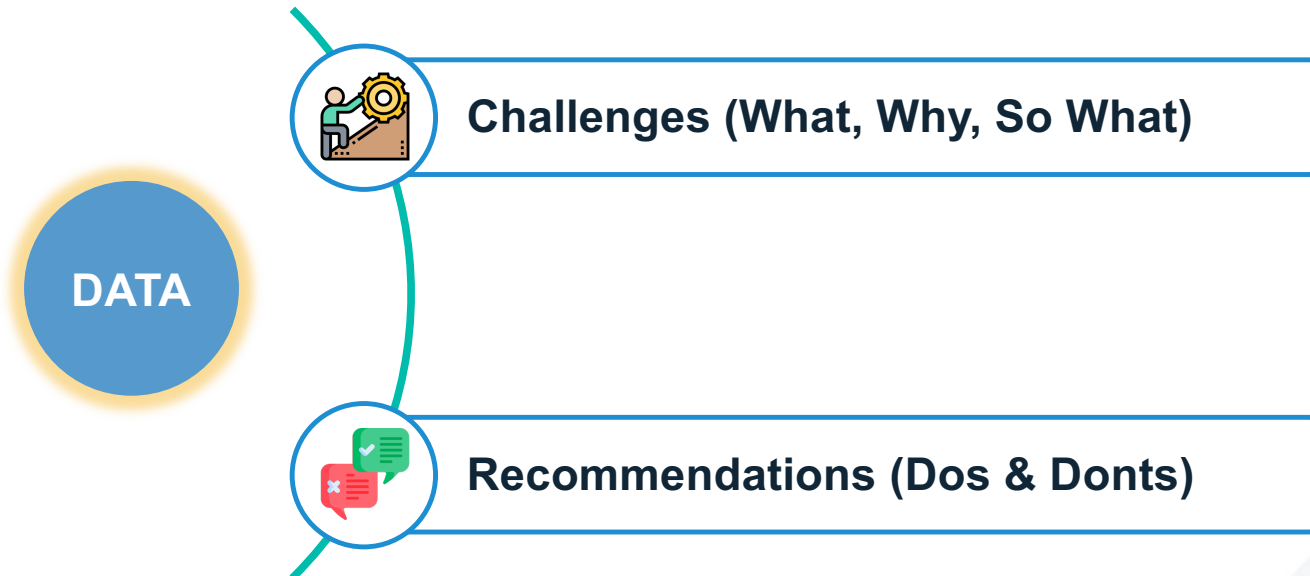 Challenges (What, Why, So What)
DATA
Recommendations (Dos & Donts)